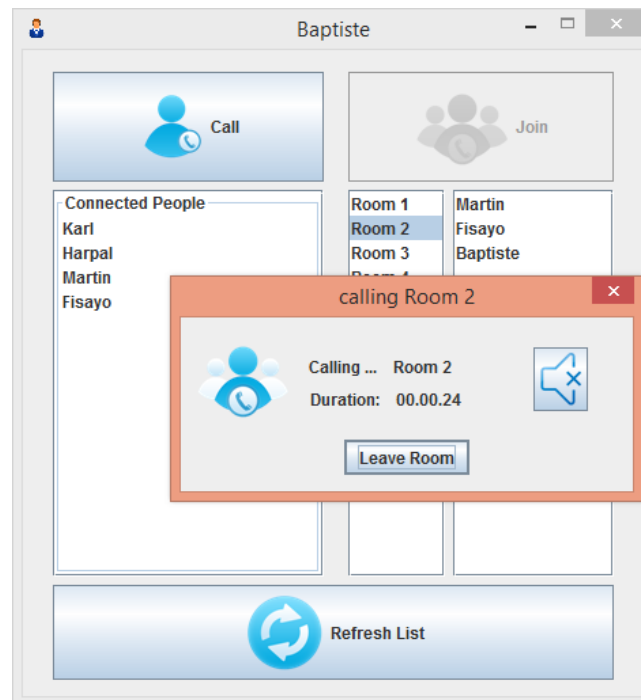 Baptiste
Call
Join
Connected People
Karl
Harpal
Martin
Fisayo
Room 1
Room 2
Room 3
Martin
Fisayo
Baptiste
calling Room 2
Calling ... Room 2
Duration: 00.00.24
Leave Room
Refresh List